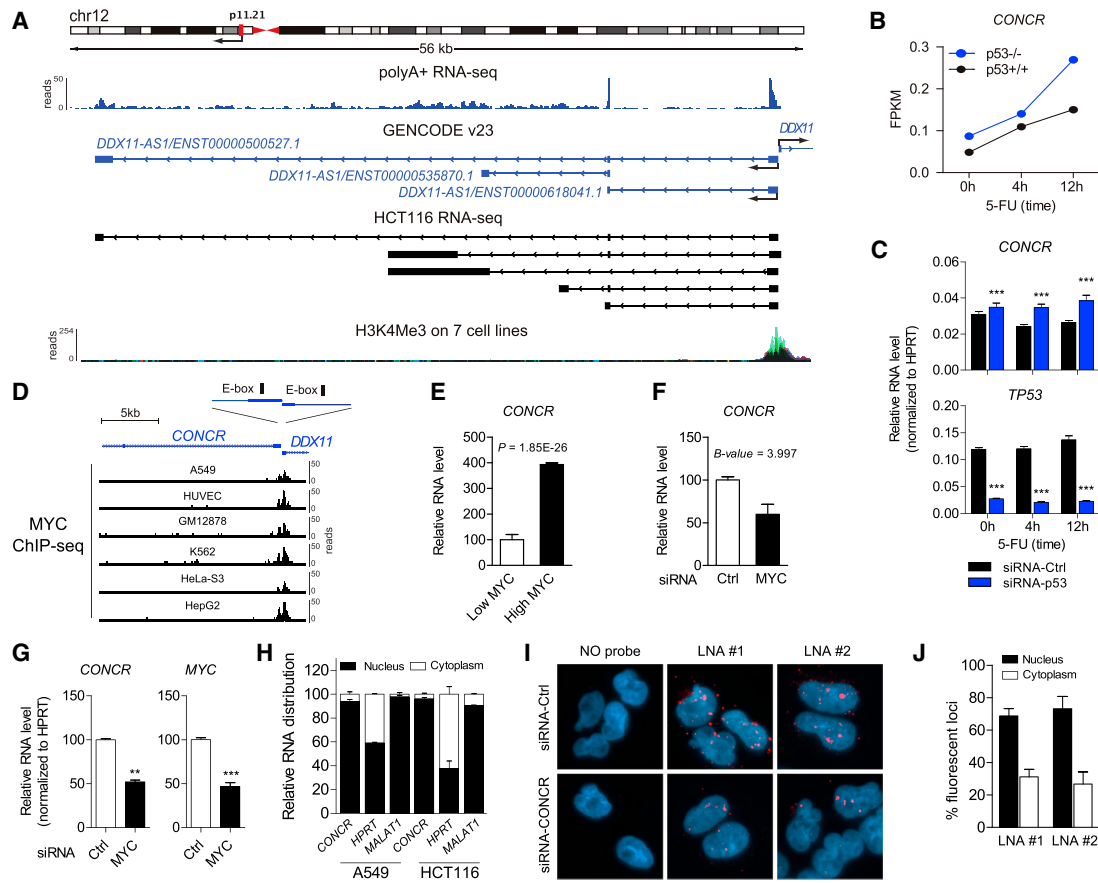 A
chr12
p11.21
56 kb
polyA+ RNA-seq
reads
50
0
GENCODE v23
DDX11
DDX11-AS1/ENST00000500527.1
DDX11-AS1/ENST00000535870.1
DDX11-AS1/ENST00000618041.1
HCT116 RNA-seq
H3K4Me3 on 7 cell lines
reads
254
0
B
CONCR
p53-/-
p53+/+
FPKM
0.3
0.2
0.1
0.0
0h 4h 12h
5-FU (time)
C
CONCR
0.06
0.04
0.02
0.00
*** *** ***
TP53
0.20
0.15
0.10
0.05
0.00
*** *** ***
Relative RNA level
(normalized to HPRT)
0h 4h 12h
5-FU (time)
siRNA-Ctrl
siRNA-p53
D
E-box E-box
5kb
CONCR
DDX11
MYC
ChIP-seq
A549
50
0
HUVEC
50
0
GM12878
50
0
K562
50
0
HeLa-S3
50
0
HepG2
50
0
reads
E
CONCR
P = 1.85E-26
Relative RNA level
500
400
300
200
100
0
Low MYC
High MYC
F
CONCR
B-value = 3.997
Relative RNA level
150
100
50
0
siRNA Ctrl MYC
G
CONCR
MYC
Relative RNA level
(normalized to HPRT)
150
100
50
0
**
150
100
50
0
***
siRNA
Ctrl
MYC
Ctrl
MYC
H
Nucleus Cytoplasm
Relative RNA distribution
120
100
80
60
40
20
0
CONCR
HPRT
MALAT1
CONCR
HPRT
MALAT1
A549 HCT116
I
NO probe LNA #1 LNA #2
siRNA-Ctrl
siRNA-CONCR
J
Nucleus
Cytoplasm
% fluorescent loci
100
80
60
40
20
0
LNA #1 LNA #2